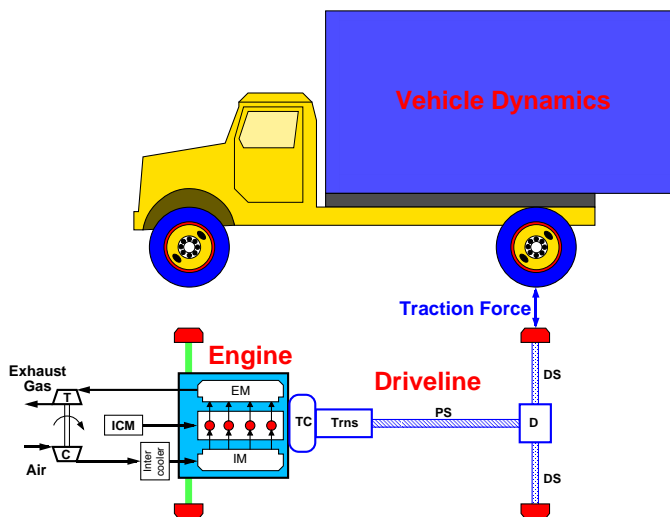 Vehicle Dynamics
Traction Force
Engine
Driveline
Exhaust
Gas
T
EM
DS
ICM
TC
Trns
PS
D
C
Air
Inter
cooler
IM
DS